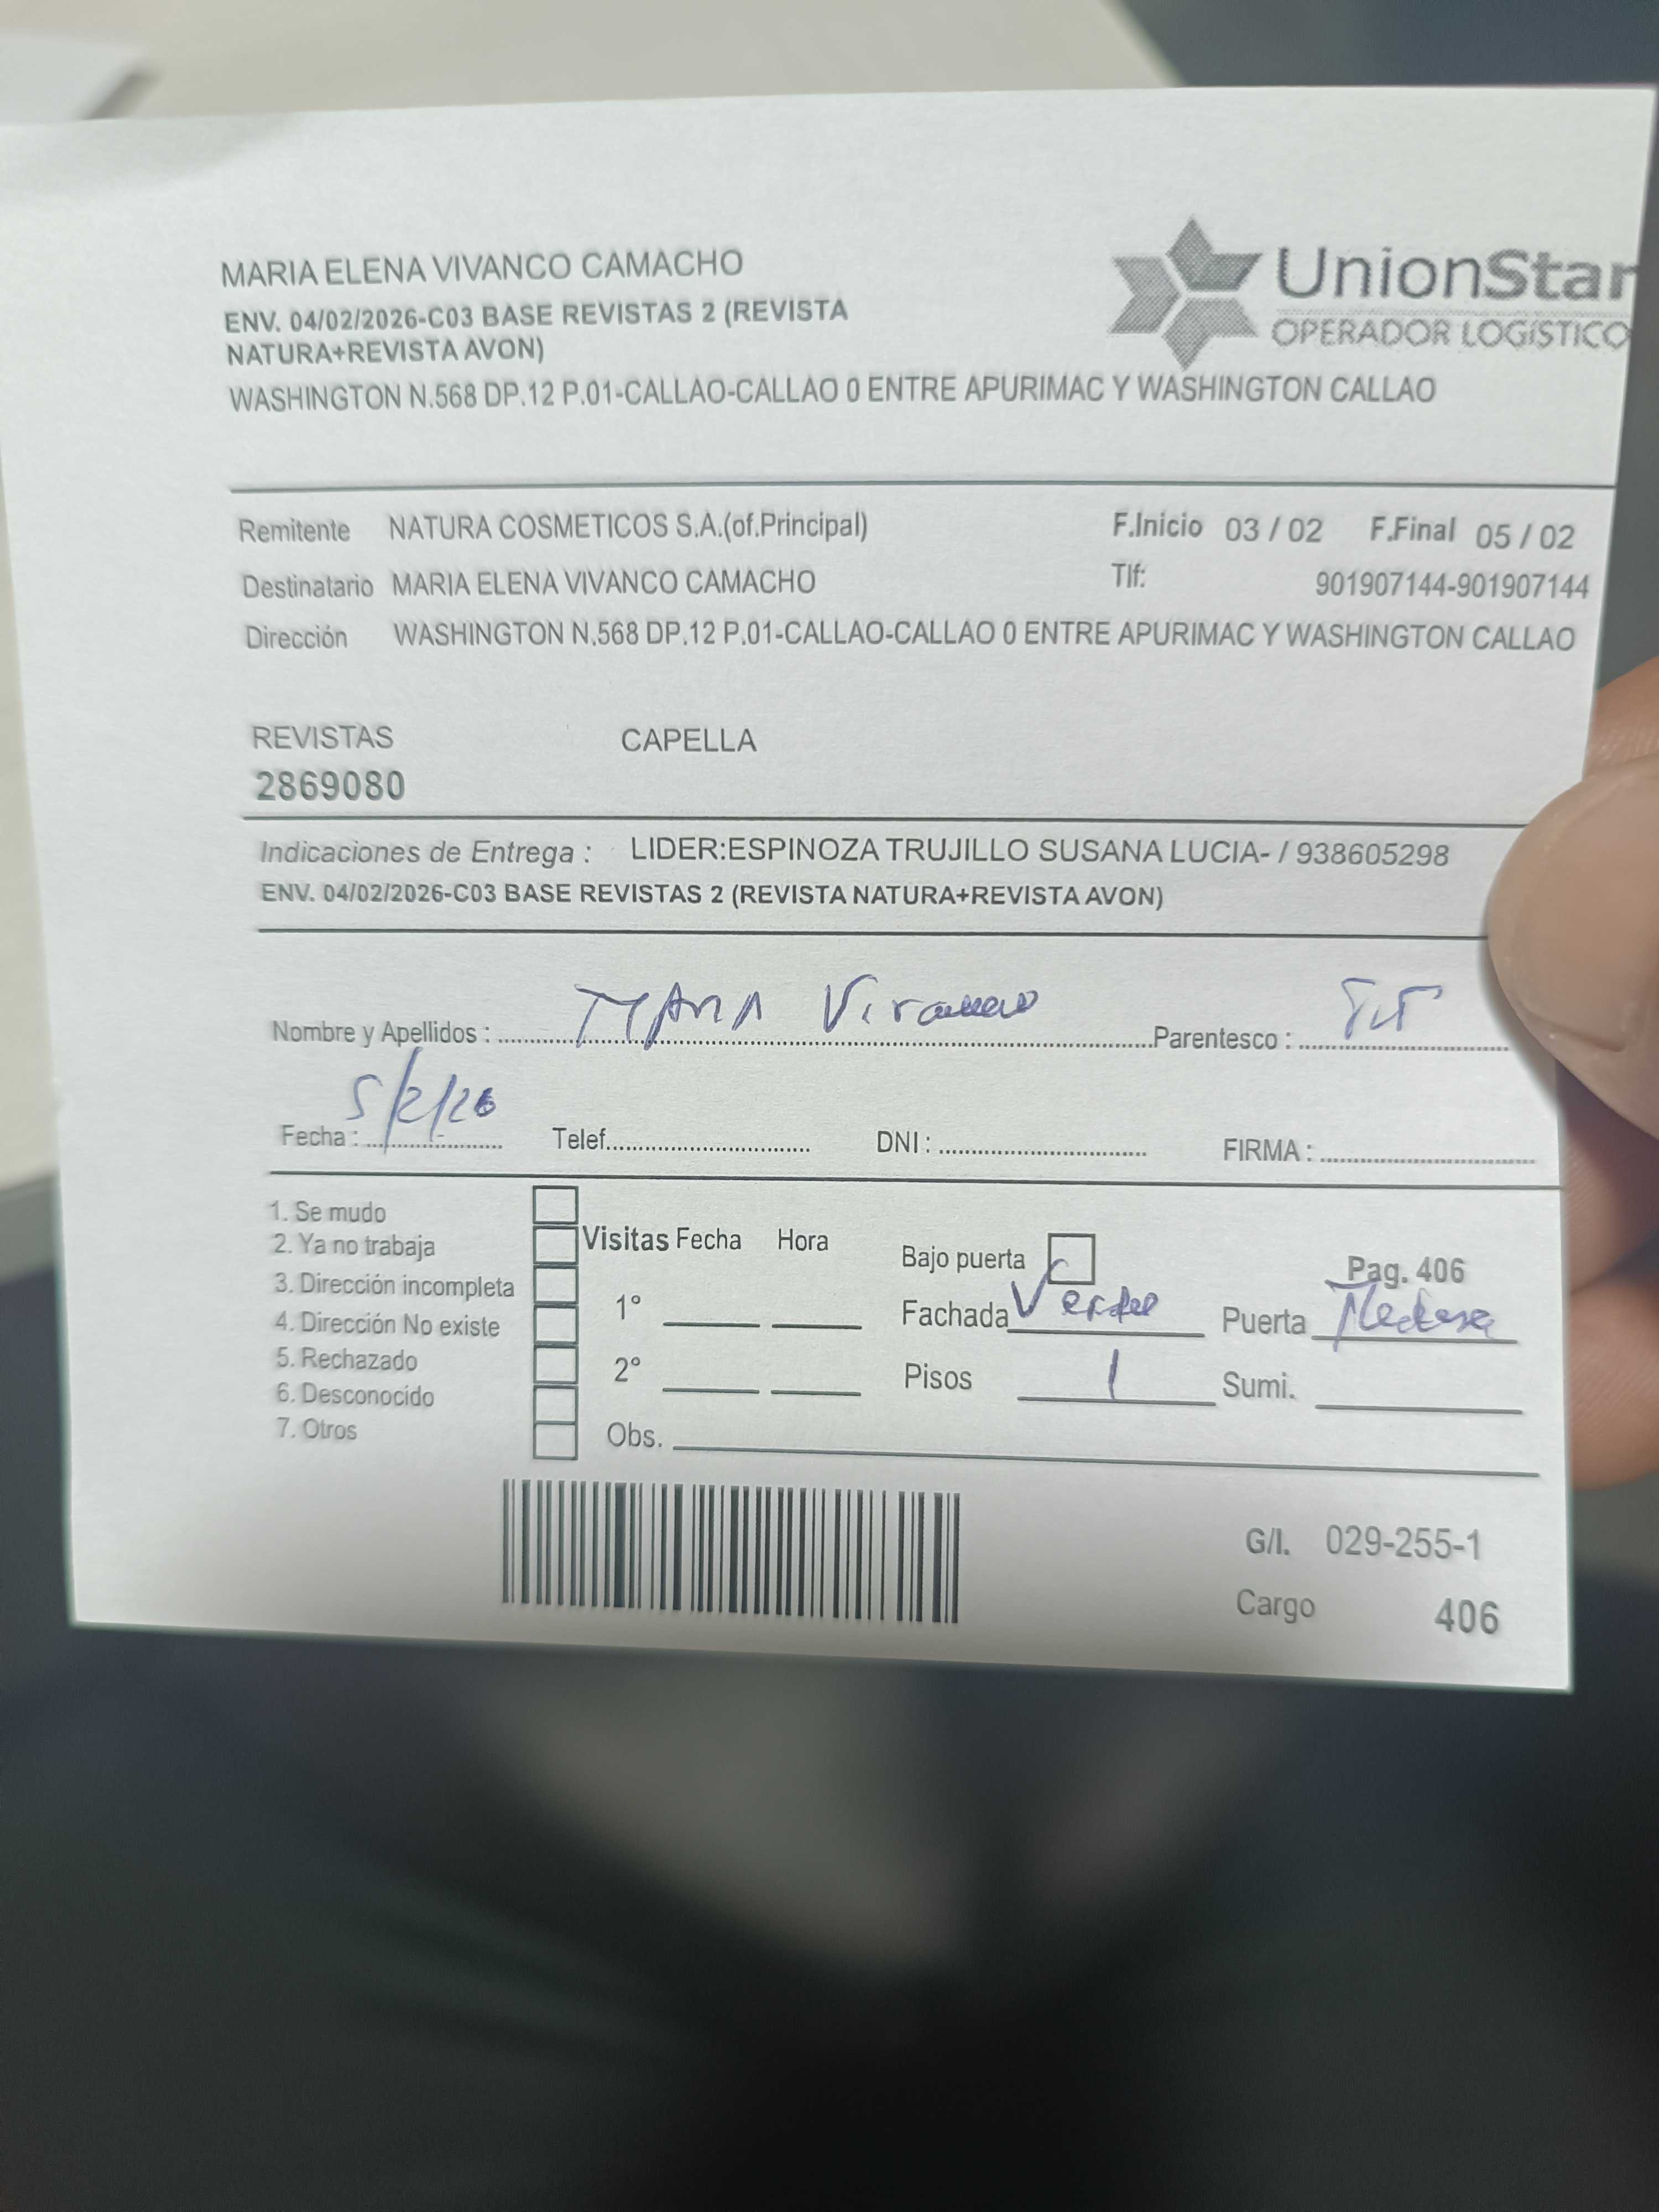 MARIA ELENA VIVANCO CAMACHO
UnionStar
OPERADOR LOGÍSTICO
ENV. 04/02/2026-C03 BASE REVISTAS 2 (REVISTA
NATURA+REVISTA AVON)
WASHINGTON N.568 DP.12 P.01-CALLAO-CALLAO 0 ENTRE APURIMAC Y WASHINGTON CALLAO
Remitente NATURA COSMETICOS S.A.(of.Principal) F.Inicio 03 / 02 F.Final 05 / 02
Destinatario MARIA ELENA VIVANCO CAMACHO Tlf: 901907144-901907144
Dirección WASHINGTON N.568 DP.12 P.01-CALLAO-CALLAO 0 ENTRE APURIMAC Y WASHINGTON CALLAO
REVISTAS CAPELLA
2869080
Indicaciones de Entrega : LIDER:ESPINOZA TRUJILLO SUSANA LUCIA- / 938605298
ENV. 04/02/2026-C03 BASE REVISTAS 2 (REVISTA NATURA+REVISTA AVON)
Nombre y Apellidos : Parentesco :
Fecha : 5/2/26 Telef. DNI : FIRMA :
1. Se mudo
2. Ya no trabaja
3. Dirección incompleta
4. Dirección No existe
5. Rechazado
6. Desconocido
7. Otros
Visitas Fecha Hora
1°
2°
Obs.
Bajo puerta
Fachada Verde
Pisos 1
Pag. 406
Puerta
Sumi.
G/I. 029-255-1
Cargo 406